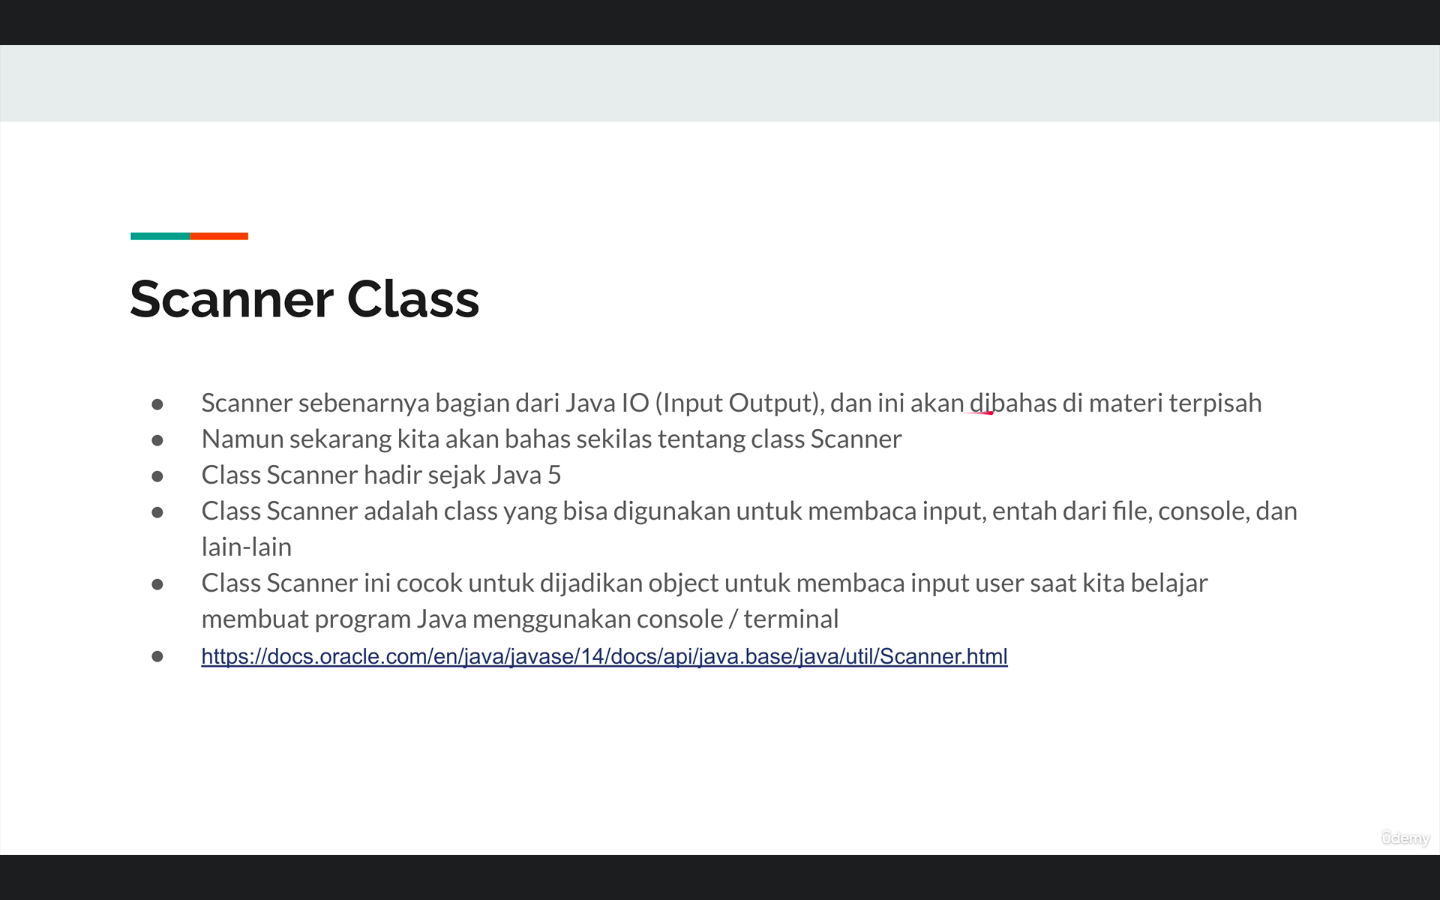 Scanner Class
● Scanner sebenarnya bagian dari Java IO (Input Output), dan ini akan dibahas di materi terpisah
● Namun sekarang kita akan bahas sekilas tentang class Scanner
● Class Scanner hadir sejak Java 5
● Class Scanner adalah class yang bisa digunakan untuk membaca input, entah dari file, console, dan
lain-lain
● Class Scanner ini cocok untuk dijadikan object untuk membaca input user saat kita belajar
membuat program Java menggunakan console / terminal
● https://docs.oracle.com/en/java/javase/14/docs/api/java.base/java/util/Scanner.html
ûdemy